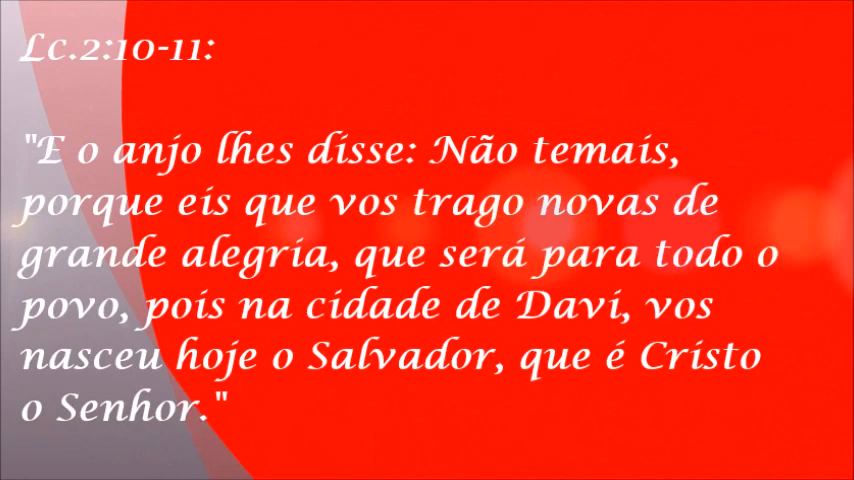 Lc.2:10-11:
"E o anjo lhes disse: Não temais,
porque eis que vos trago novas de
grande alegria, que será para todo o
povo, pois na cidade de Davi, vos
nasceu hoje o Salvador, que é Cristo
o Senhor."